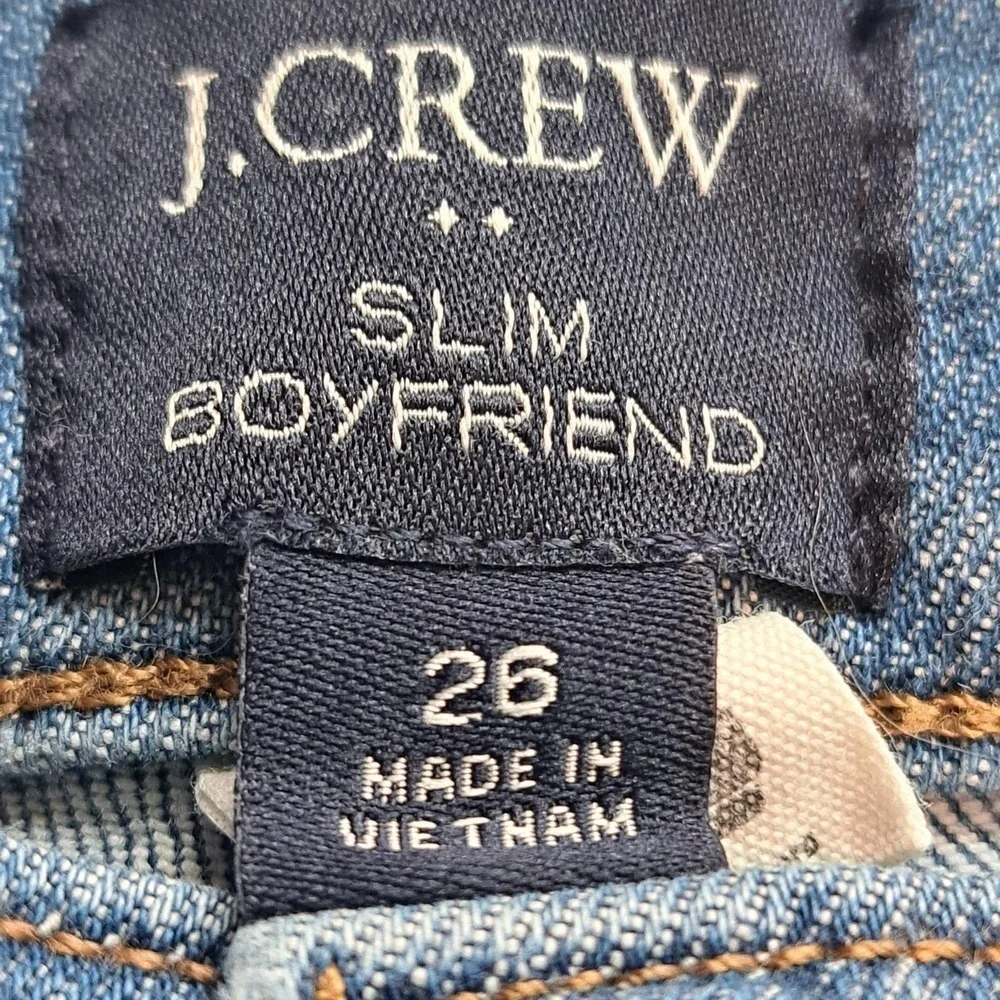 J.CREW
SLIM
BOYFRIEND
26
MADE IN
VIETNAM